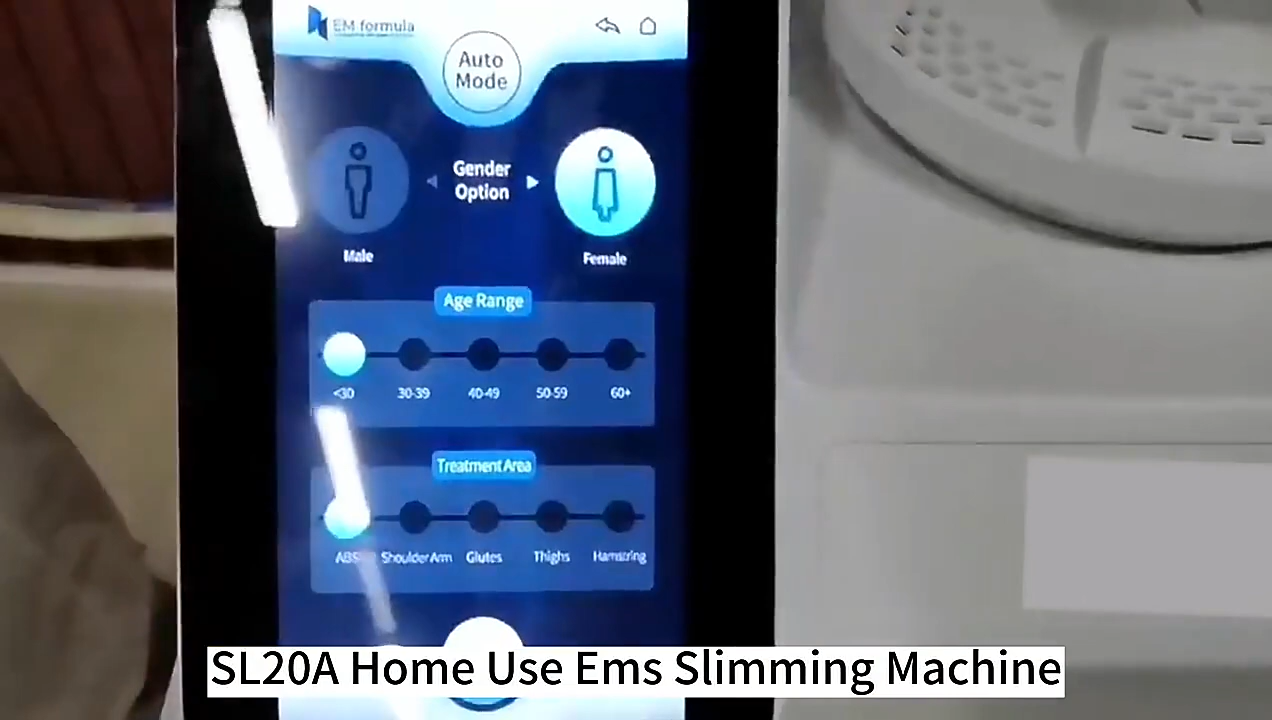 EM formula
Auto
Mode
Gender
Option
Male
Female
Age Range
<30 30-39 40-49 50-59 60+
Treatment Area
ABS Shoulder Arm Glutes Thighs Hamstring
SL20A Home Use Ems Slimming Machine